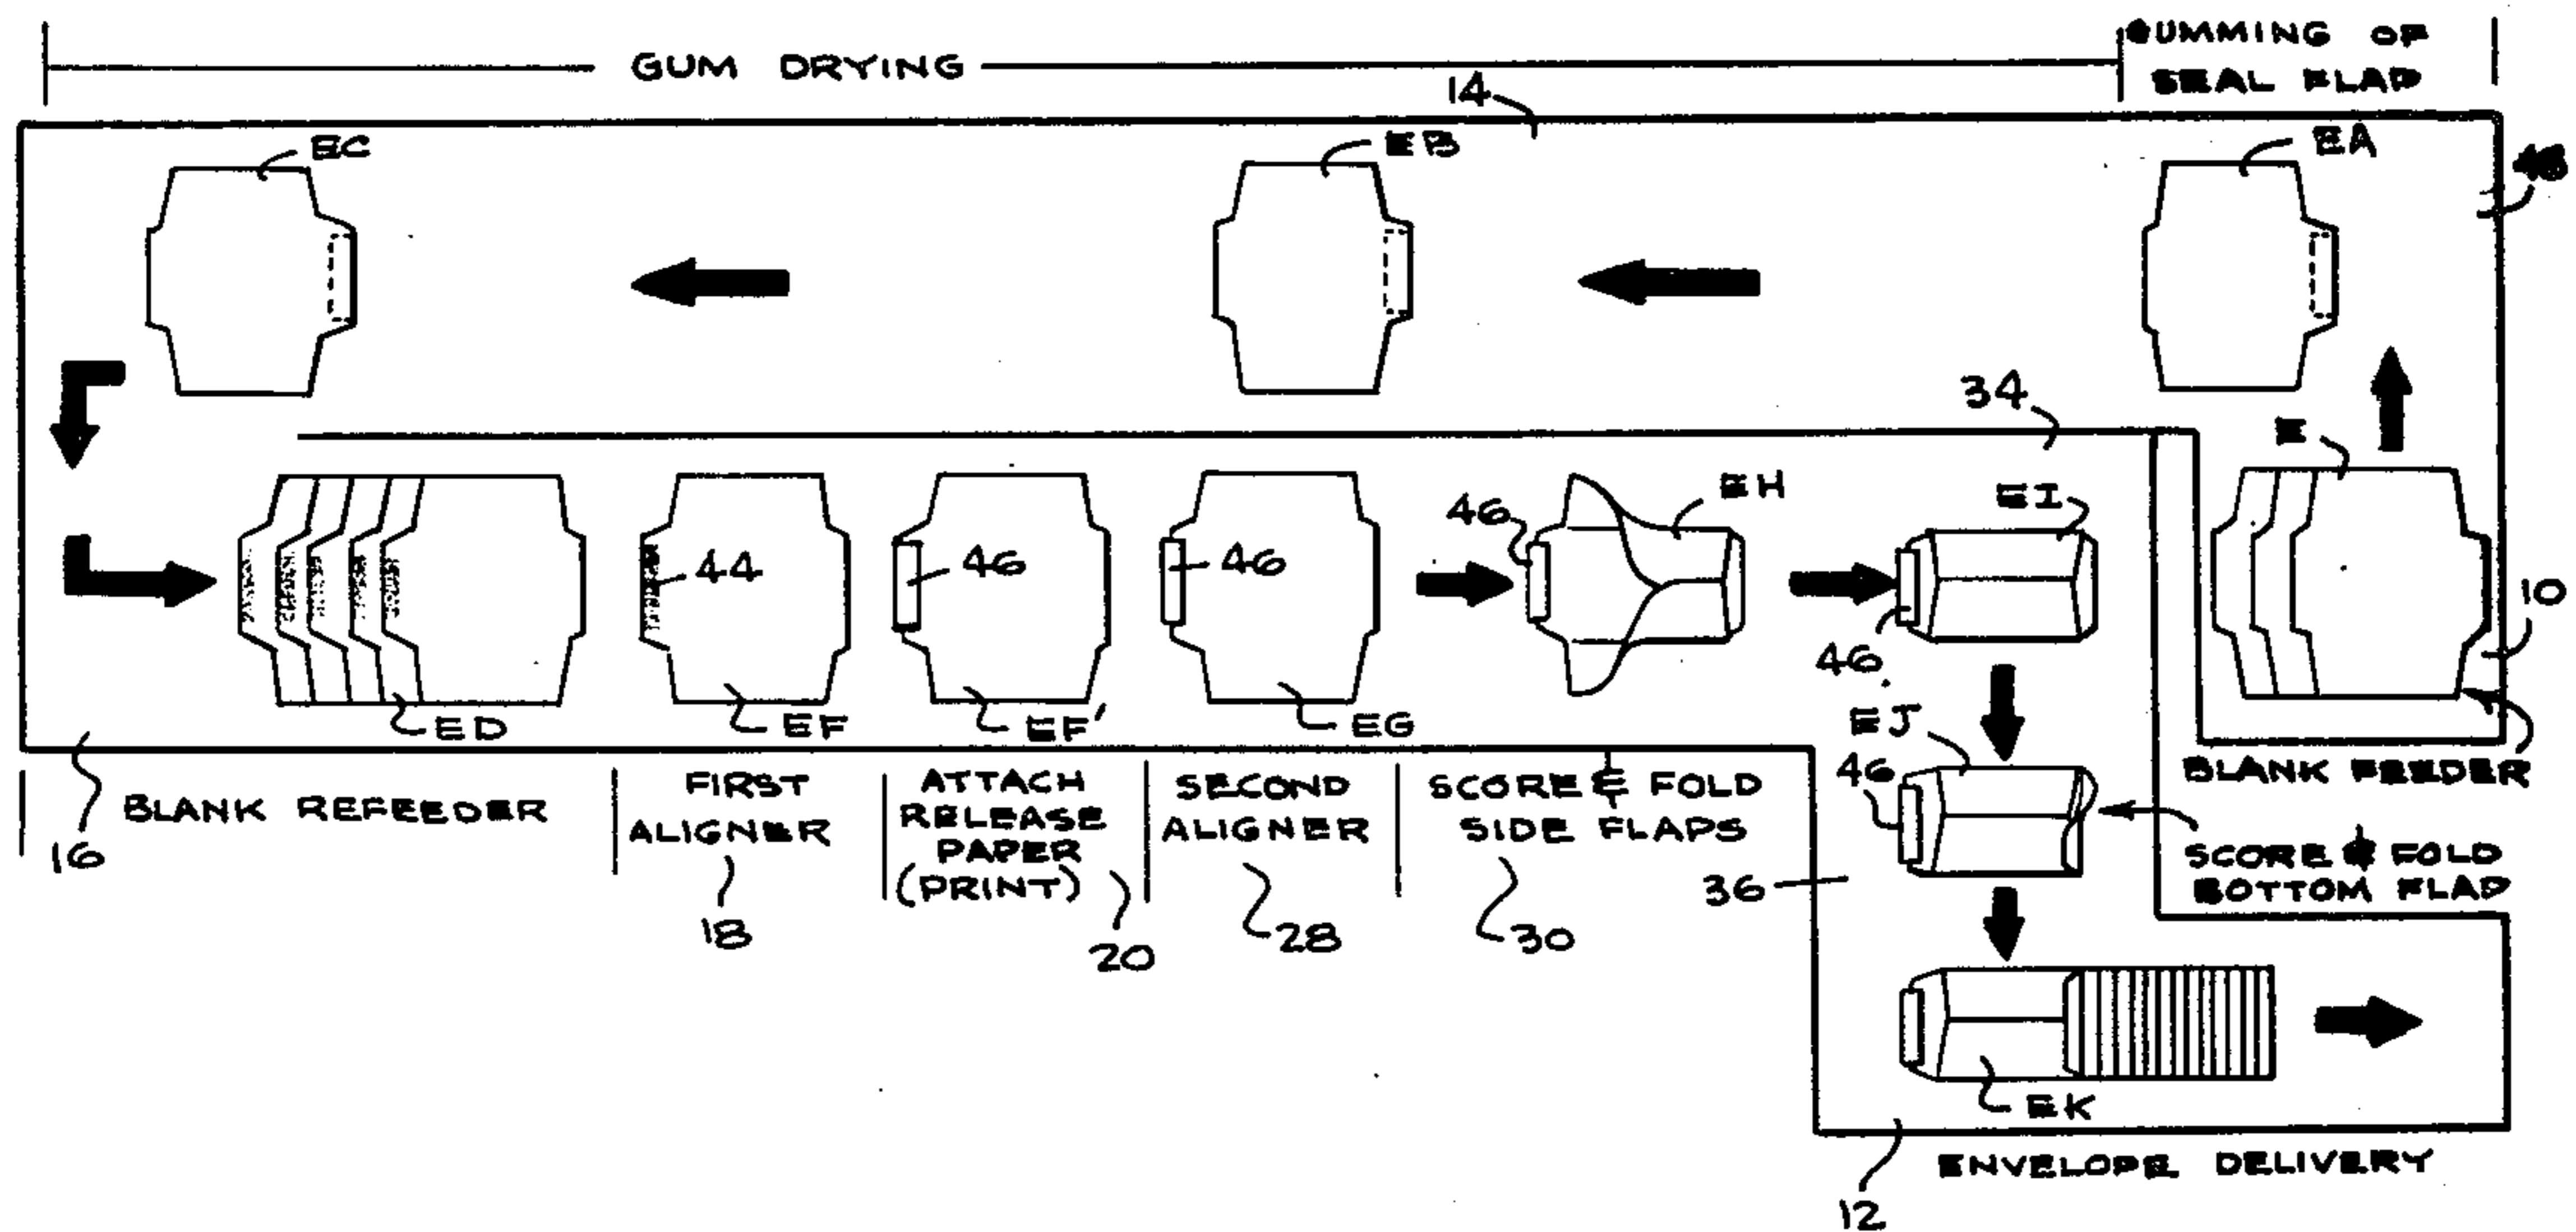 GUM DRYING
GUMMING OF
SEAL FLAP
14
EC
EB
EA
34
E
46
EH
EI
44
46
46
10
46
ED
EF
EF'
EG
EJ
46
BLANK FEEDER
16
BLANK REFEEDER
FIRST
ALIGNER
18
ATTACH
RELEASE
PAPER
(PRINT)
20
SECOND
ALIGNER
28
SCORE & FOLD
SIDE FLAPS
30
36
SCORE & FOLD
BOTTOM FLAP
EK
12
ENVELOPE DELIVERY